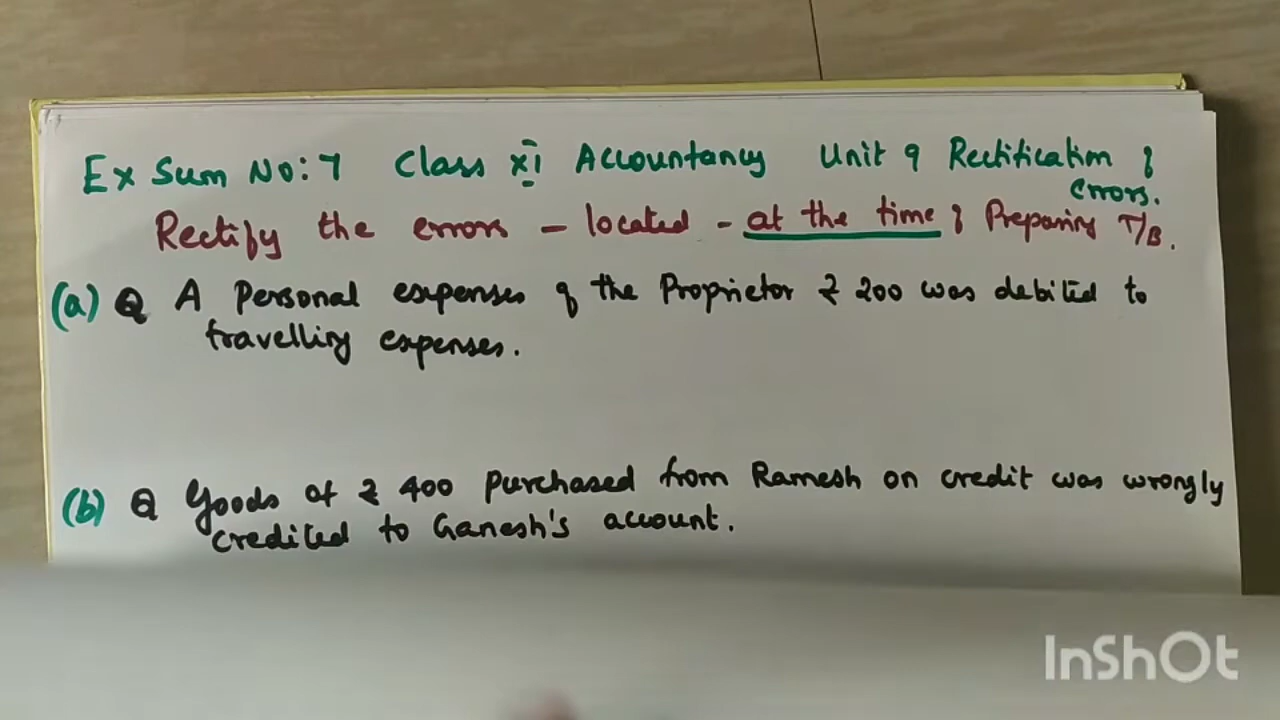 Ex Sum No: 7 Class XI Accountancy Unit 9 Rectification of
Errors.
Rectify the errors - located - at the time of Preparing T/B.
(a) Q A Personal expenses of the Proprietor ₹ 200 was debited to
travelling expenses.
(b) Q Goods of ₹ 400 Purchased from Ramesh on credit was wrongly
credited to Ganesh's account.
InShOt